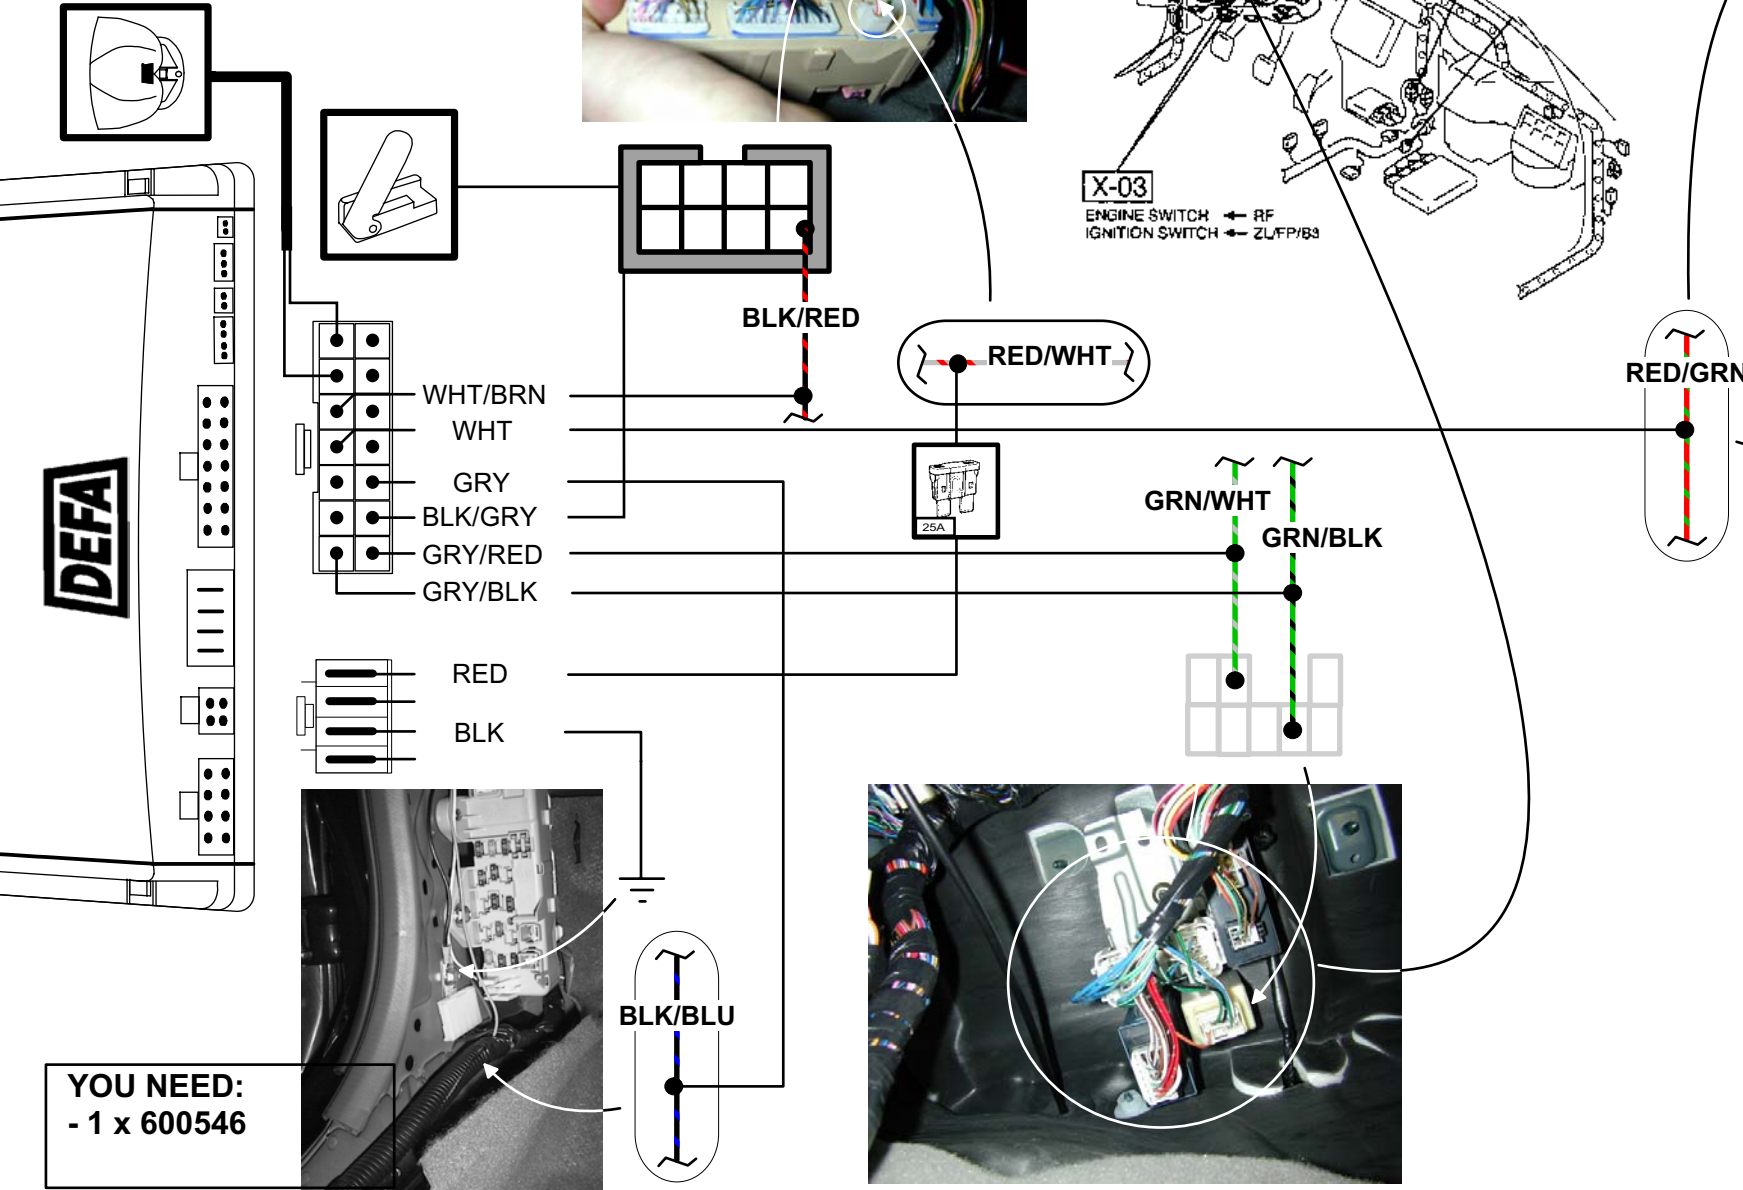 X-03
ENGINE SWITCH RF
IGNITION SWITCH ZL/FP/B3
BLK/RED
RED/WHT
RED/GRN
WHT/BRN
WHT
GRY
BLK/GRY
GRY/RED
GRY/BLK
25A
GRN/WHT
GRN/BLK
DEFA
RED
BLK
BLK/BLU
YOU NEED:
- 1 x 600546